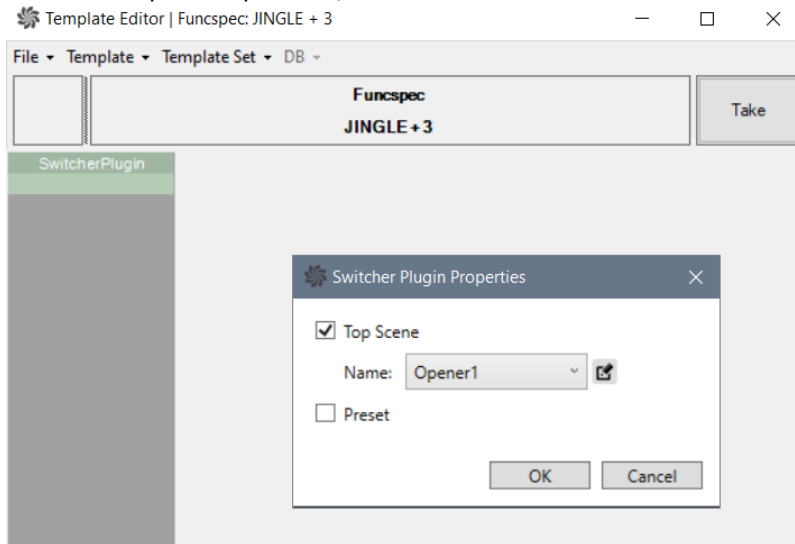 Template Editor | Funcspec: JINGLE + 3
File Template Template Set DB
Funcspec
JINGLE + 3
Take
SwitcherPlugin
Switcher Plugin Properties
Top Scene
Name: Opener1
Preset
OK Cancel